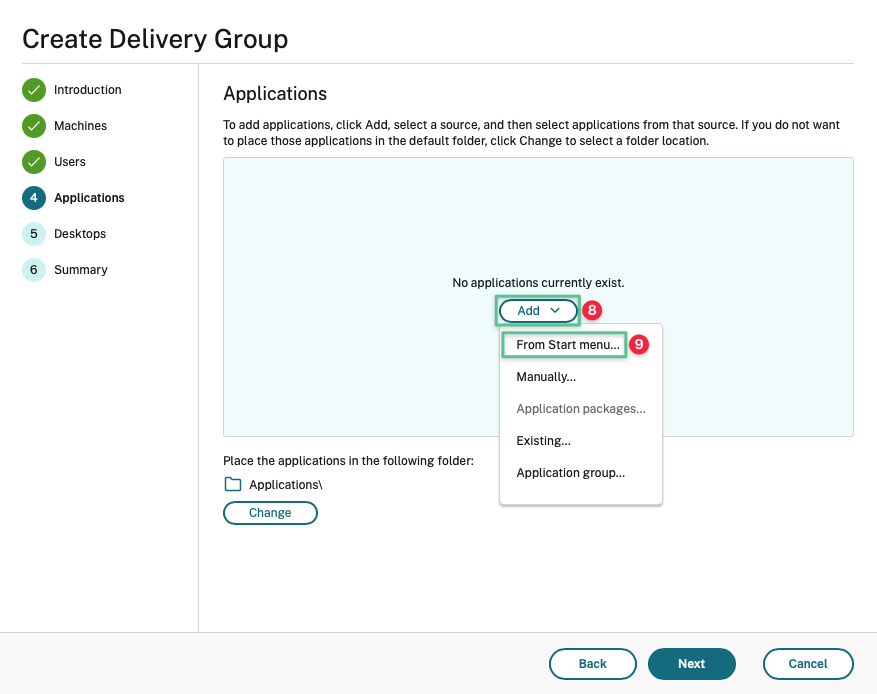 Create Delivery Group
Introduction
Machines
Users
4 Applications
5 Desktops
6 Summary
Applications
To add applications, click Add, select a source, and then select applications from that source. If you do not want
to place those applications in the default folder, click Change to select a folder location.
No applications currently exist.
Add 8
From Start menu... 9
Manually...
Application packages...
Existing...
Application group...
Place the applications in the following folder:
Applications\
Change
Back Next Cancel